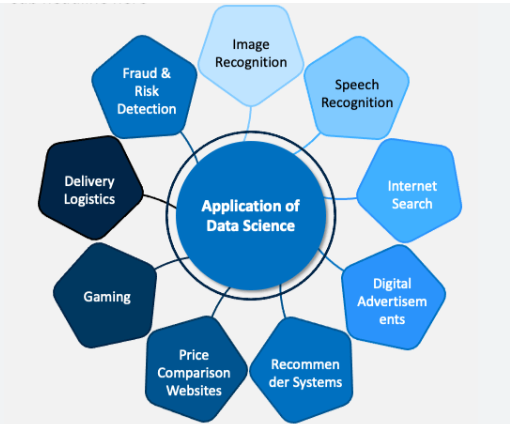 Image
Recognition
Speech
Recognition
Internet
Search
Digital
Advertisem
ents
Recommen
der Systems
Price
Comparison
Websites
Gaming
Delivery
Logistics
Fraud &
Risk
Detection
Application of
Data Science